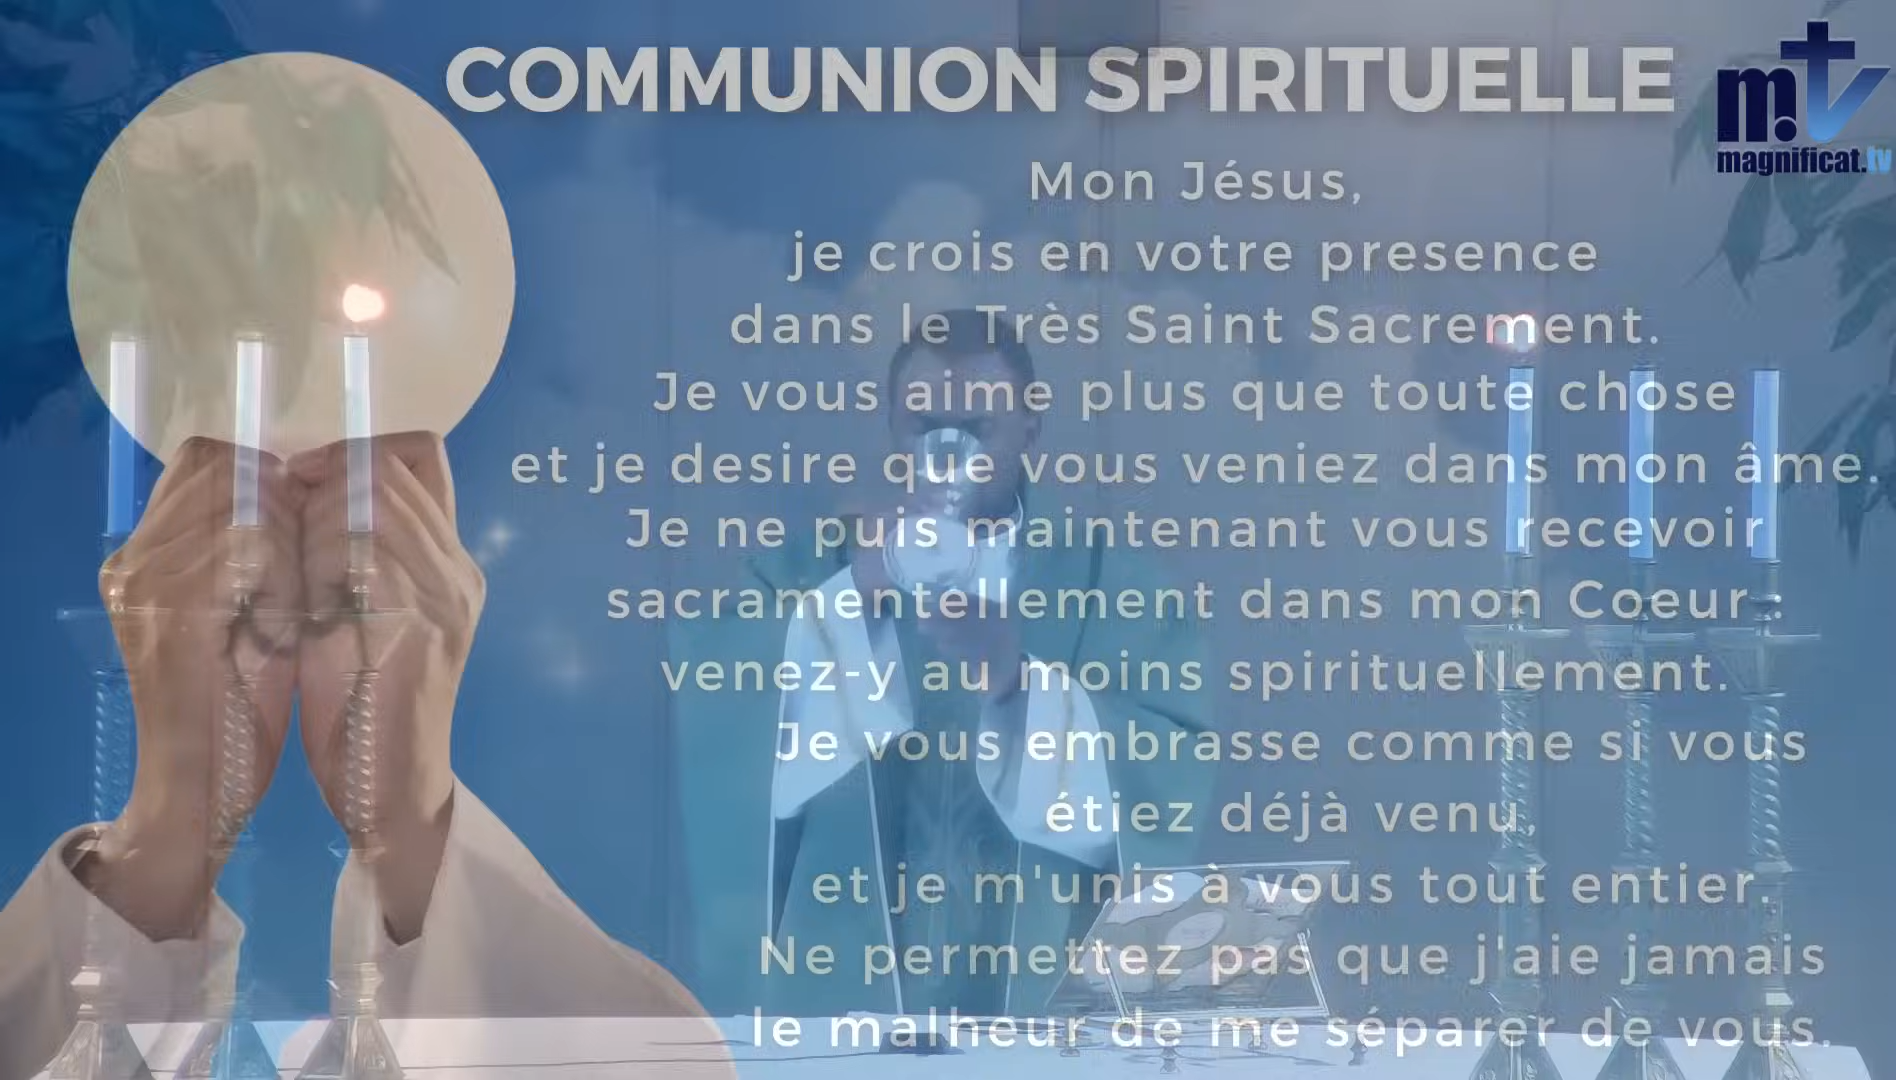 COMMUNION SPIRITUELLE
m.tv
magnificat.tv
Mon Jésus,
je crois en votre presence
dans le Très Saint Sacrement.
Je vous aime plus que toute chose
et je desire que vous veniez dans mon âme.
Je ne puis maintenant vous recevoir
sacramentellement dans mon Coeur :
venez-y au moins spirituellement.
Je vous embrasse comme si vous
étiez déjà venu,
et je m'unis à vous tout entier.
Ne permettez pas que j'aie jamais
le malheur de me séparer de vous.